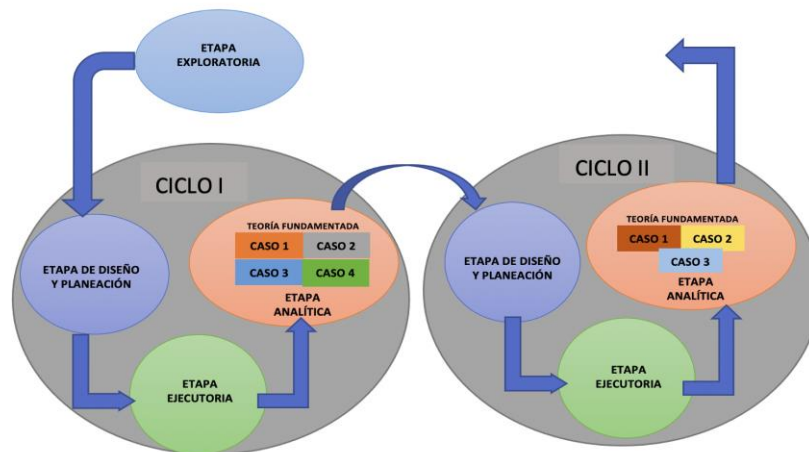 ETAPA
EXPLORATORIA
CICLO I
TEORÍA FUNDAMENTADA
CASO 1
CASO 2
CASO 3
CASO 4
ETAPA
ANALÍTICA
ETAPA DE DISEÑO
Y PLANEACIÓN
ETAPA
EJECUTORIA
CICLO II
TEORÍA FUNDAMENTADA
CASO 1
CASO 2
CASO 3
ETAPA
ANALÍTICA
ETAPA DE DISEÑO
Y PLANEACIÓN
ETAPA
EJECUTORIA